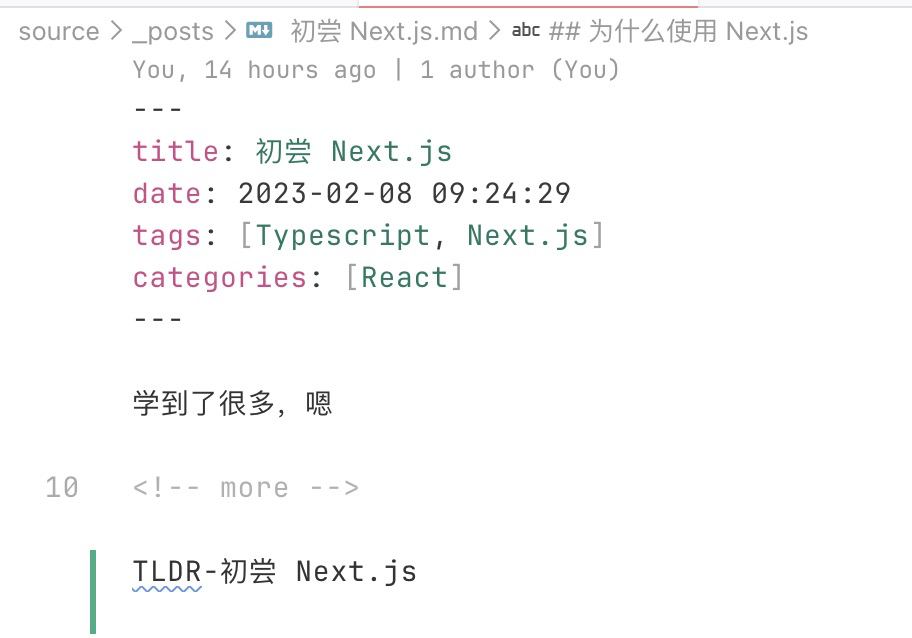 source > _posts > M↓ 初尝 Next.js.md > abc ## 为什么使用 Next.js
You, 14 hours ago | 1 author (You)
---
title: 初尝 Next.js
date: 2023-02-08 09:24:29
tags: [Typescript, Next.js]
categories: [React]
---
学到了很多，嗯
10 <!-- more -->
TLDR-初尝 Next.js